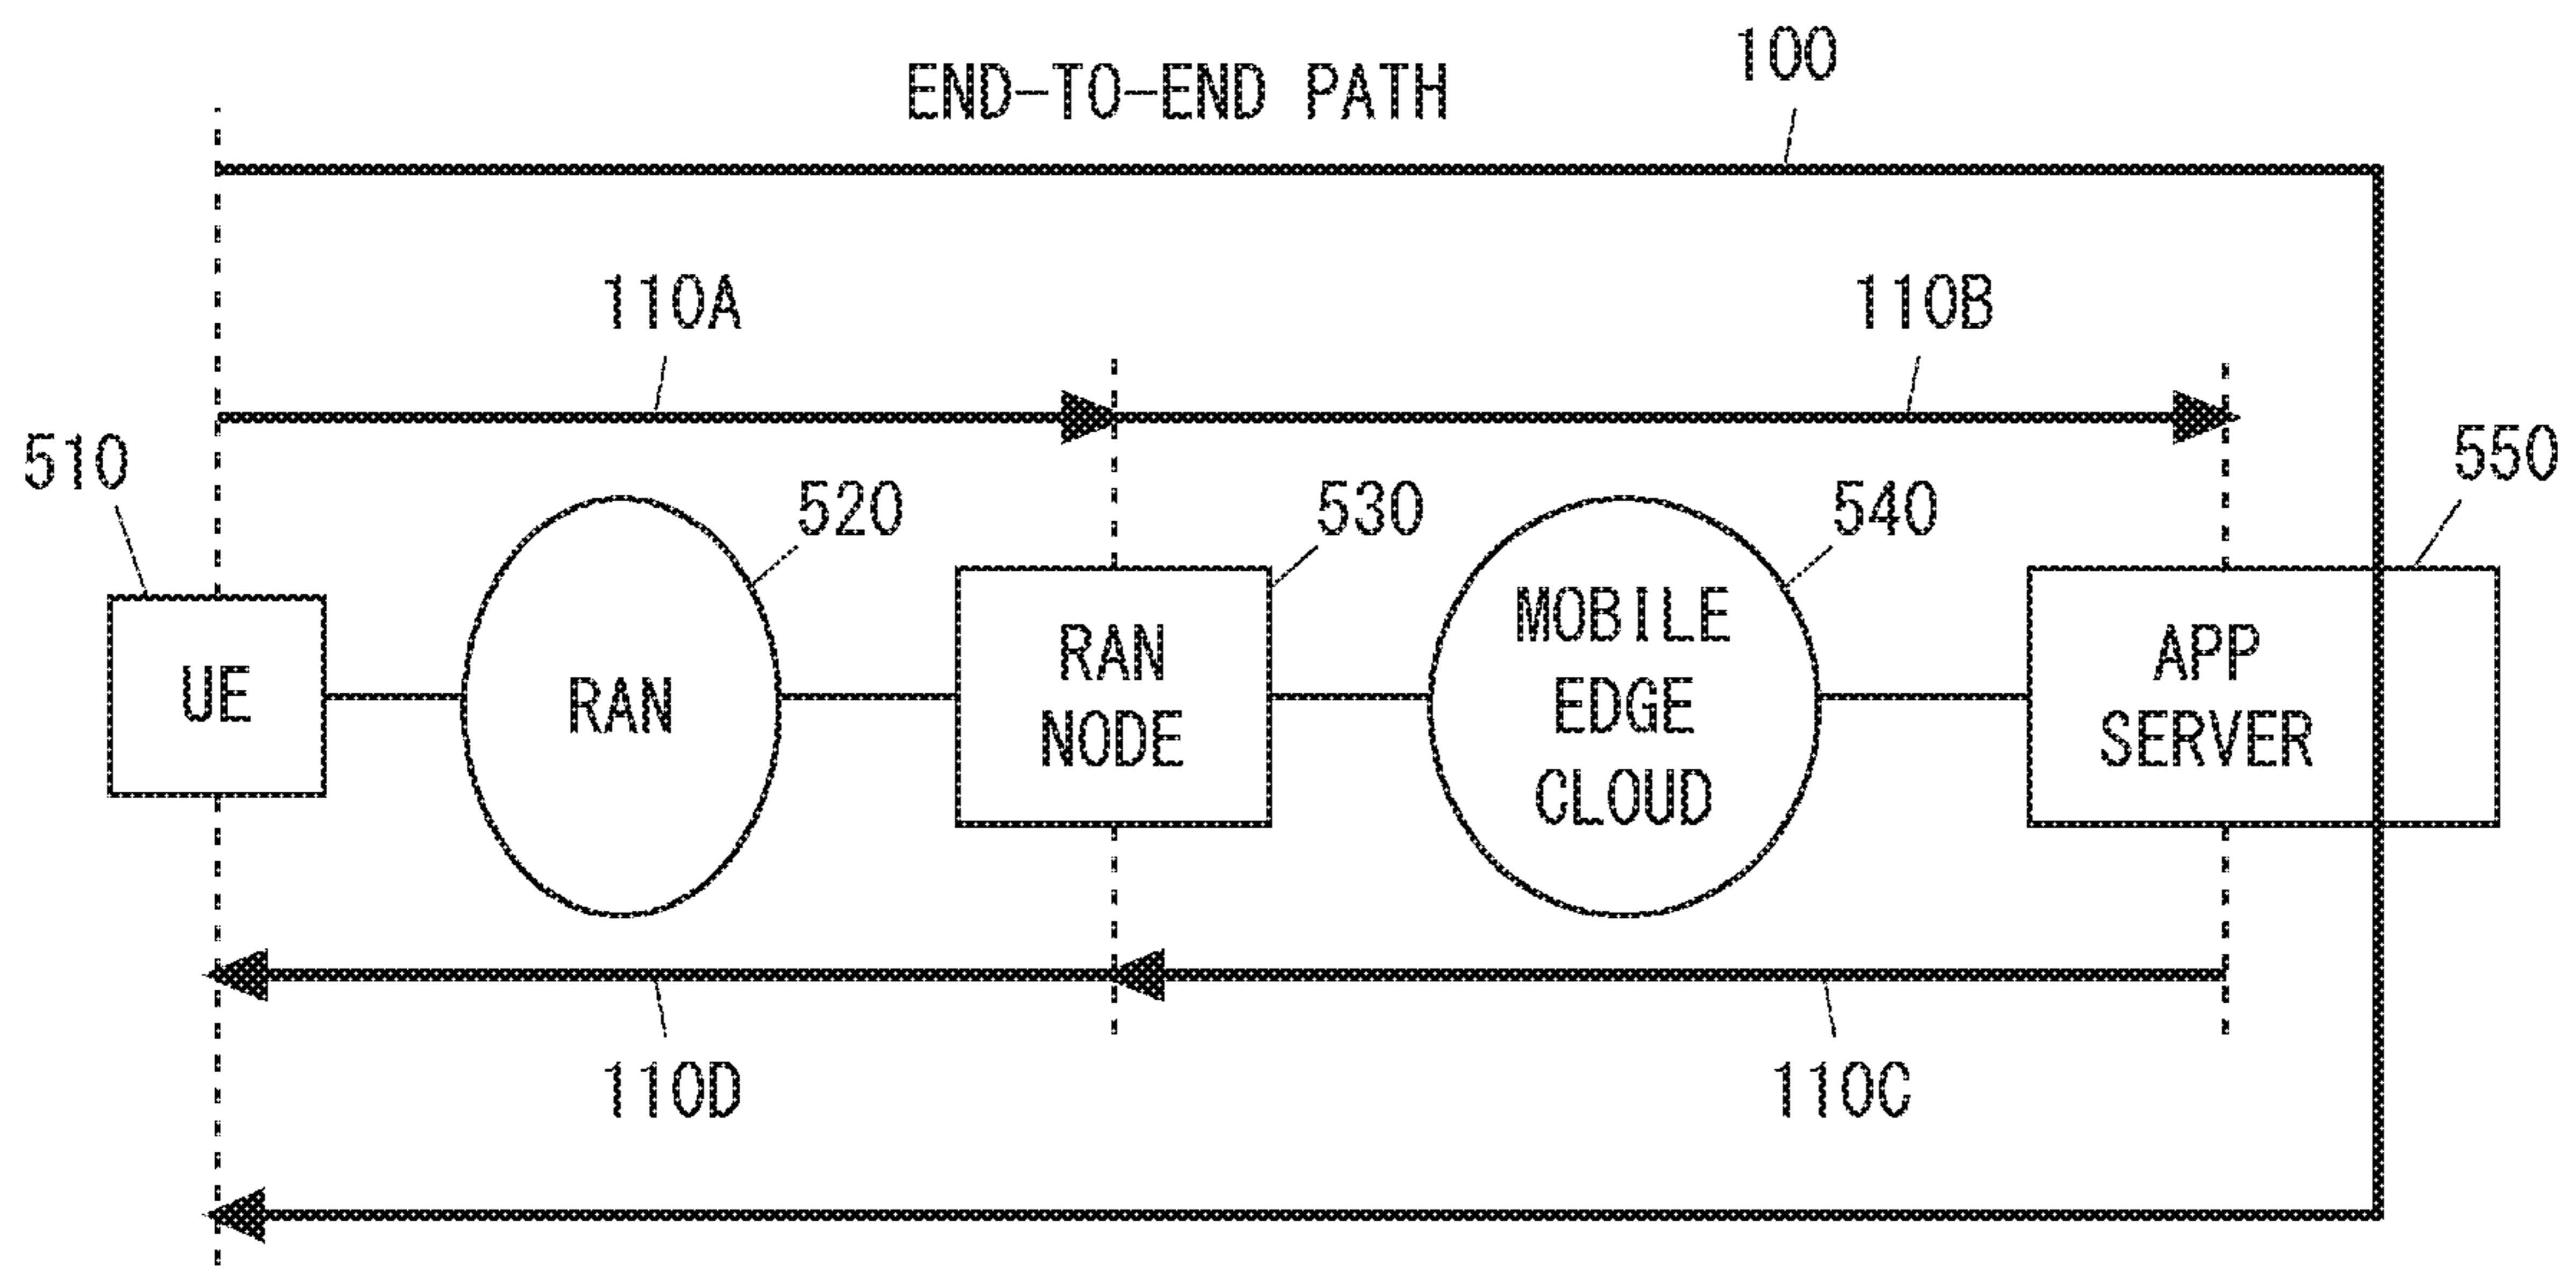 100
END-TO-END PATH
110A
110B
510
520
530
540
550
UE
RAN
RAN
NODE
MOBILE
EDGE
CLOUD
APP
SERVER
110D
110C